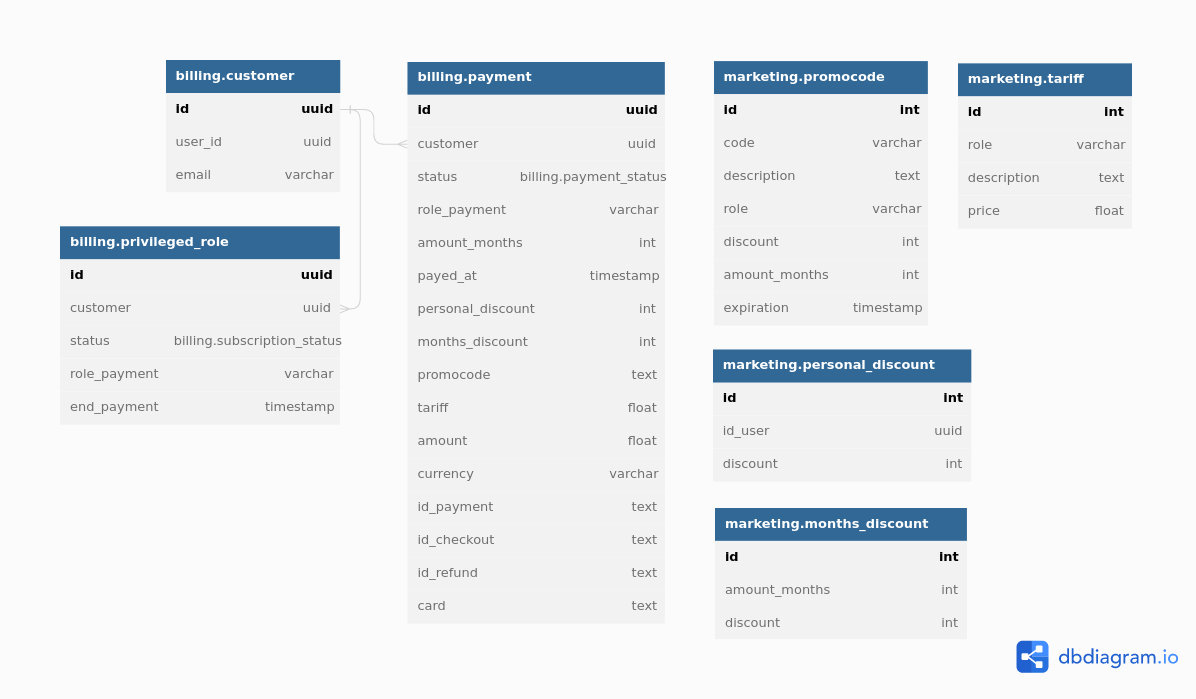 billing.customer
id uuid
user_id uuid
email varchar
billing.privileged_role
id uuid
customer uuid
status billing.subscription_status
role_payment varchar
end_payment timestamp
billing.payment
id uuid
customer uuid
status billing.payment_status
role_payment varchar
amount_months int
payed_at timestamp
personal_discount int
months_discount int
promocode text
tariff float
amount float
currency varchar
id_payment text
id_checkout text
id_refund text
card text
marketing.promocode
id int
code varchar
description text
role varchar
discount int
amount_months int
expiration timestamp
marketing.tariff
id int
role varchar
description text
price float
marketing.personal_discount
id int
id_user uuid
discount int
marketing.months_discount
id int
amount_months int
discount int
dbdiagram.io